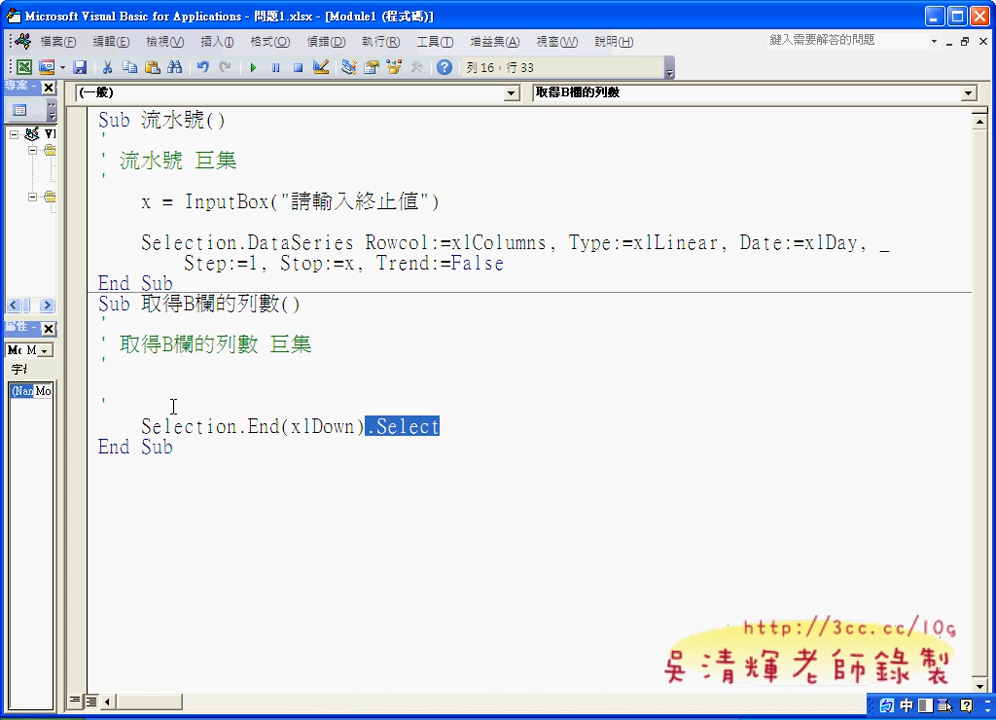 Microsoft Visual Basic for Applications - 問題1.xlsx - [Module1 (程式碼)]
檔案(F) 編輯(E) 檢視(V) 插入(I) 格式(O) 偵錯(D) 執行(R) 工具(T) 增益集(A) 視窗(W) 說明(H) 鍵入需要解答的問題
列 16, 行 33
(一般) 取得B欄的列數
Sub 流水號()
'
' 流水號 巨集
'
x = InputBox("請輸入終止值")
Selection.DataSeries Rowcol:=xlColumns, Type:=xlLinear, Date:=xlDay, _
Step:=1, Stop:=x, Trend:=False
End Sub
Sub 取得B欄的列數()
'
' 取得B欄的列數 巨集
'
'
Selection.End(xlDown).Select
End Sub
(Nan Mo
http://3cc.cc/10g
吳清輝老師錄製
中